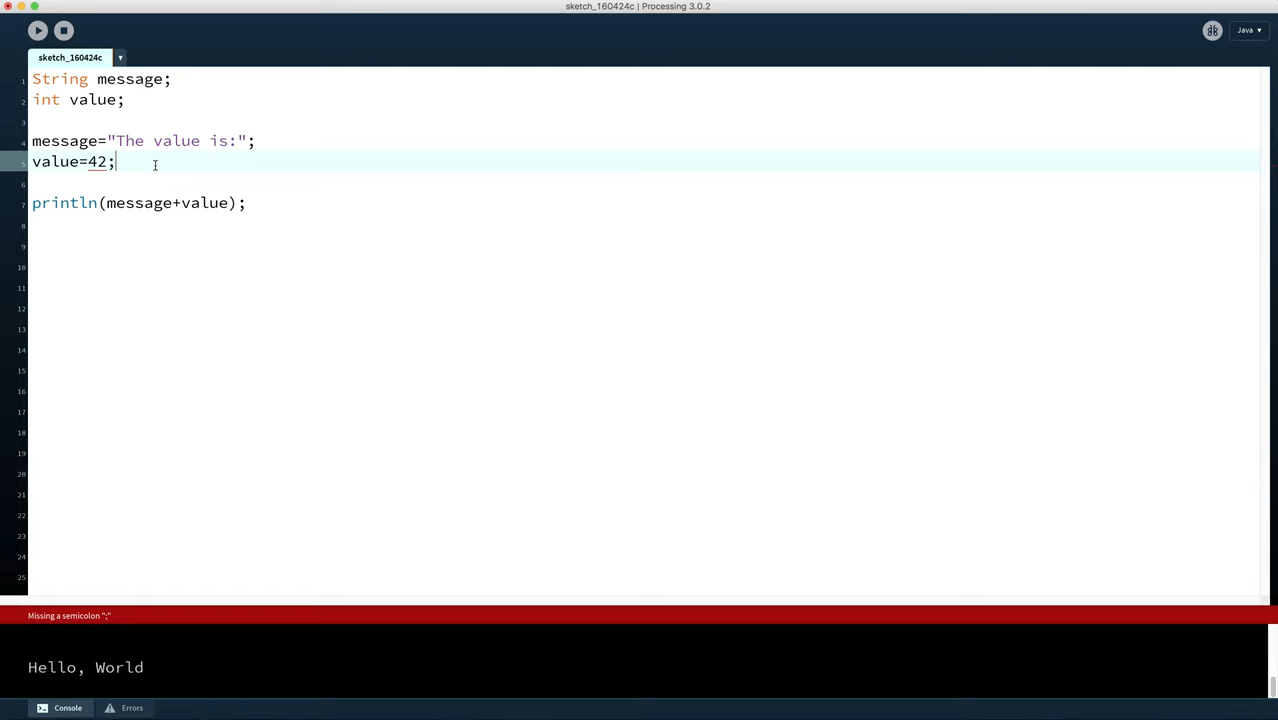 sketch_160424c | Processing 3.0.2
Java ▾
sketch_160424c ▾
1 String message;
2 int value;
3
4 message="The value is:";
5 value=42;
6
7 println(message+value);
8
9
10
11
12
13
14
15
16
17
18
19
20
21
22
23
24
25
Missing a semicolon ";"
Hello, World
Console Errors